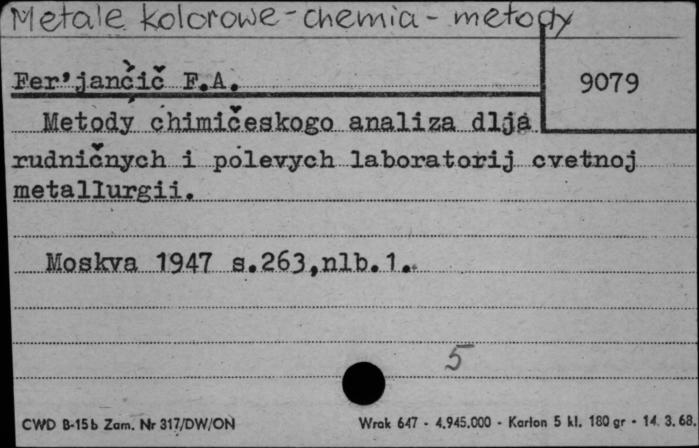 Metale kolorowe - chemia - metody
Fer'jančič F.A.
9079
Metody chimičeskogo analiza dlja
rudničnych i polevych laboratorij cvetnoj
metallurgii.
Moskva 1947 s.263,nlb.1.
5
CWD B-15b Zam. Nr 317/DW/ON
Wrak 647 - 4.945.000 - Karton 5 kl. 180 gr - 14. 3. 68.